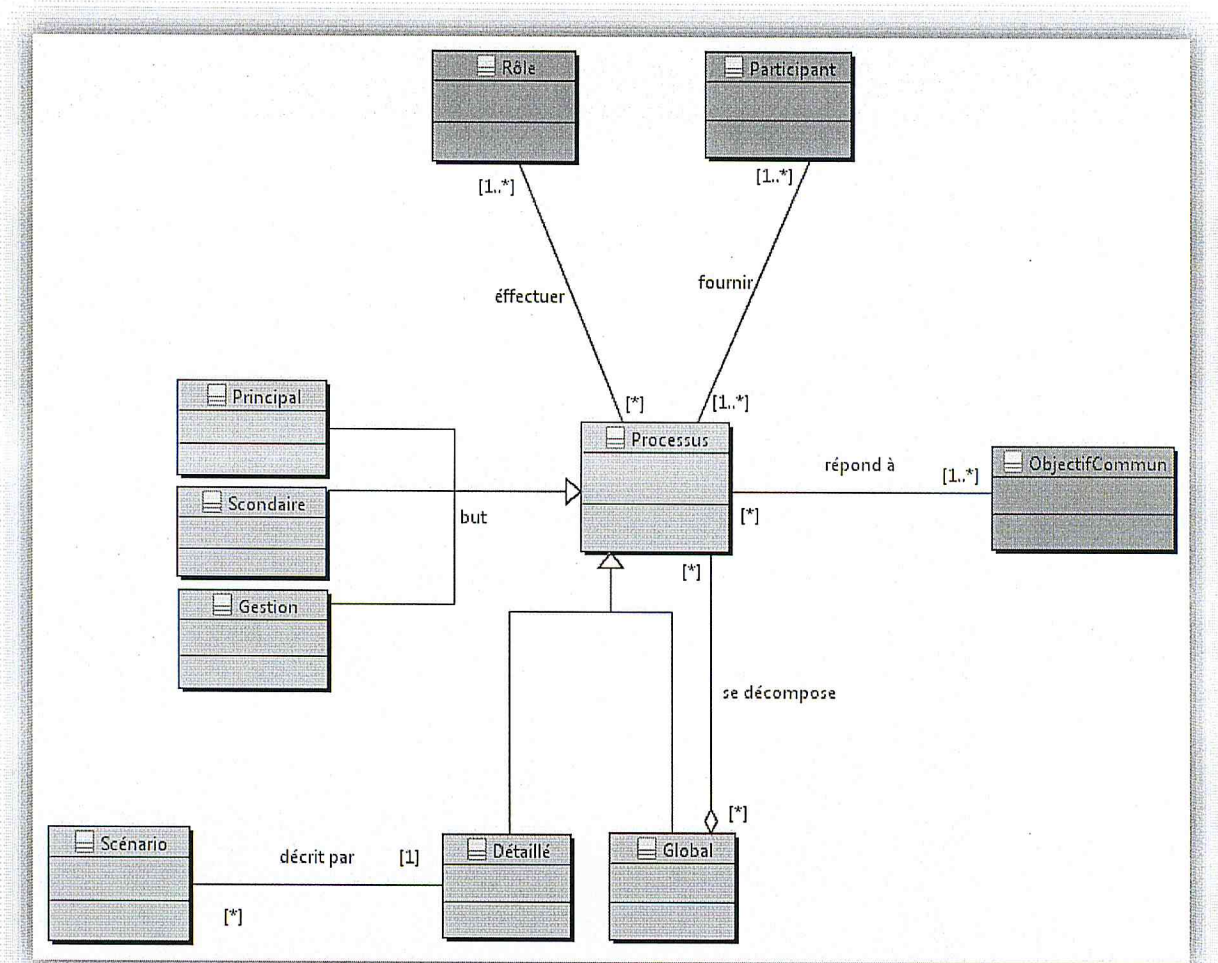 Rôle
Participant
[1..*]
[1..*]
éffectuer
fournir
[*]
[1..*]
Principal
Processus
Scondaire
but
répond à
[1..*]
ObjectifCommun
[*]
[*]
Gestion
se décompose
[*]
Scénario
décrit par
[1]
Détaillé
Global
[*]